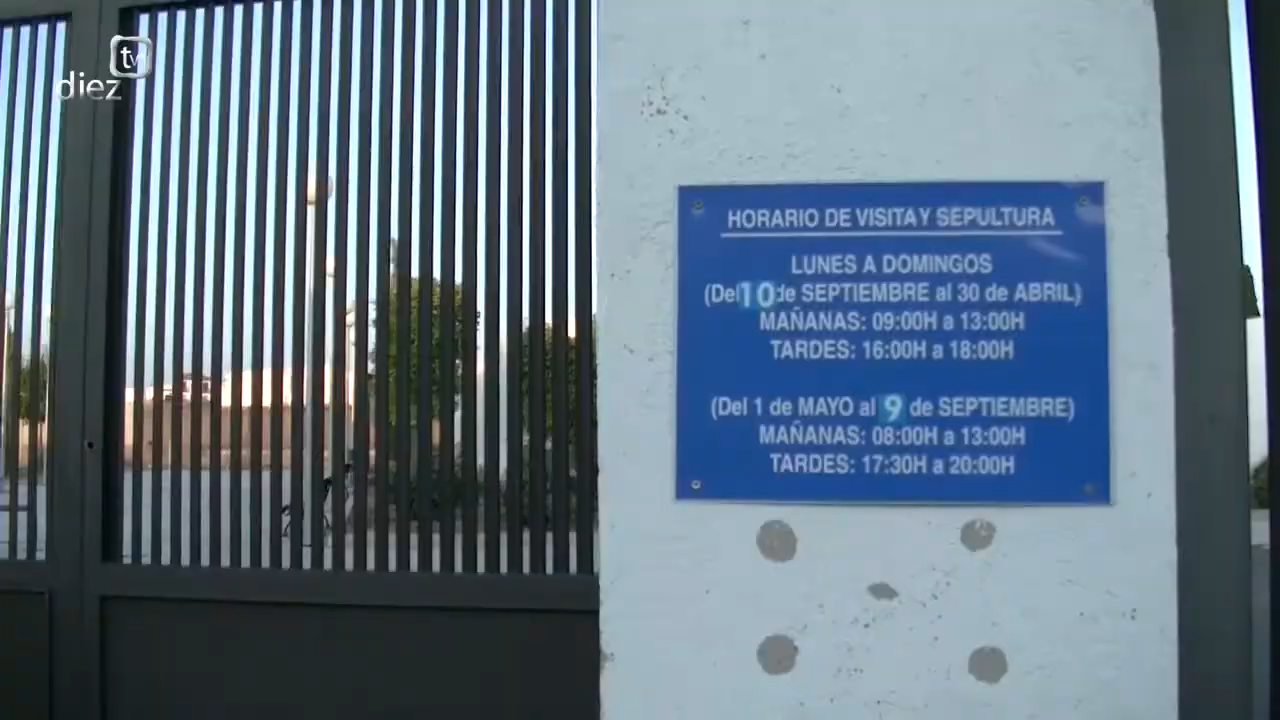 tv
diez
HORARIO DE VISITA Y SEPULTURA
LUNES A DOMINGOS
(Del 10 de SEPTIEMBRE al 30 de ABRIL)
MAÑANAS: 09:00H a 13:00H
TARDES: 16:00H a 18:00H
(Del 1 de MAYO al 9 de SEPTIEMBRE)
MAÑANAS: 08:00H a 13:00H
TARDES: 17:30H a 20:00H